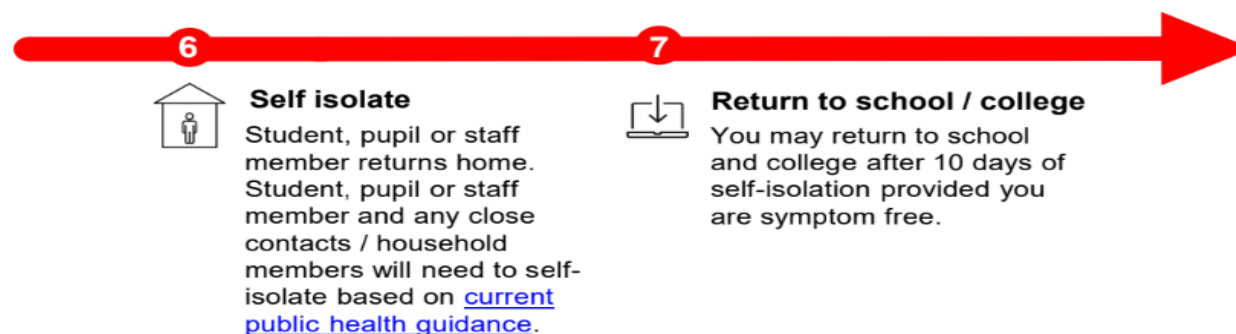 6
7
Self isolate
Student, pupil or staff
member returns home.
Student, pupil or staff
member and any close
contacts / household
members will need to self-
isolate based on current
public health guidance.
Return to school / college
You may return to school
and college after 10 days of
self-isolation provided you
are symptom free.